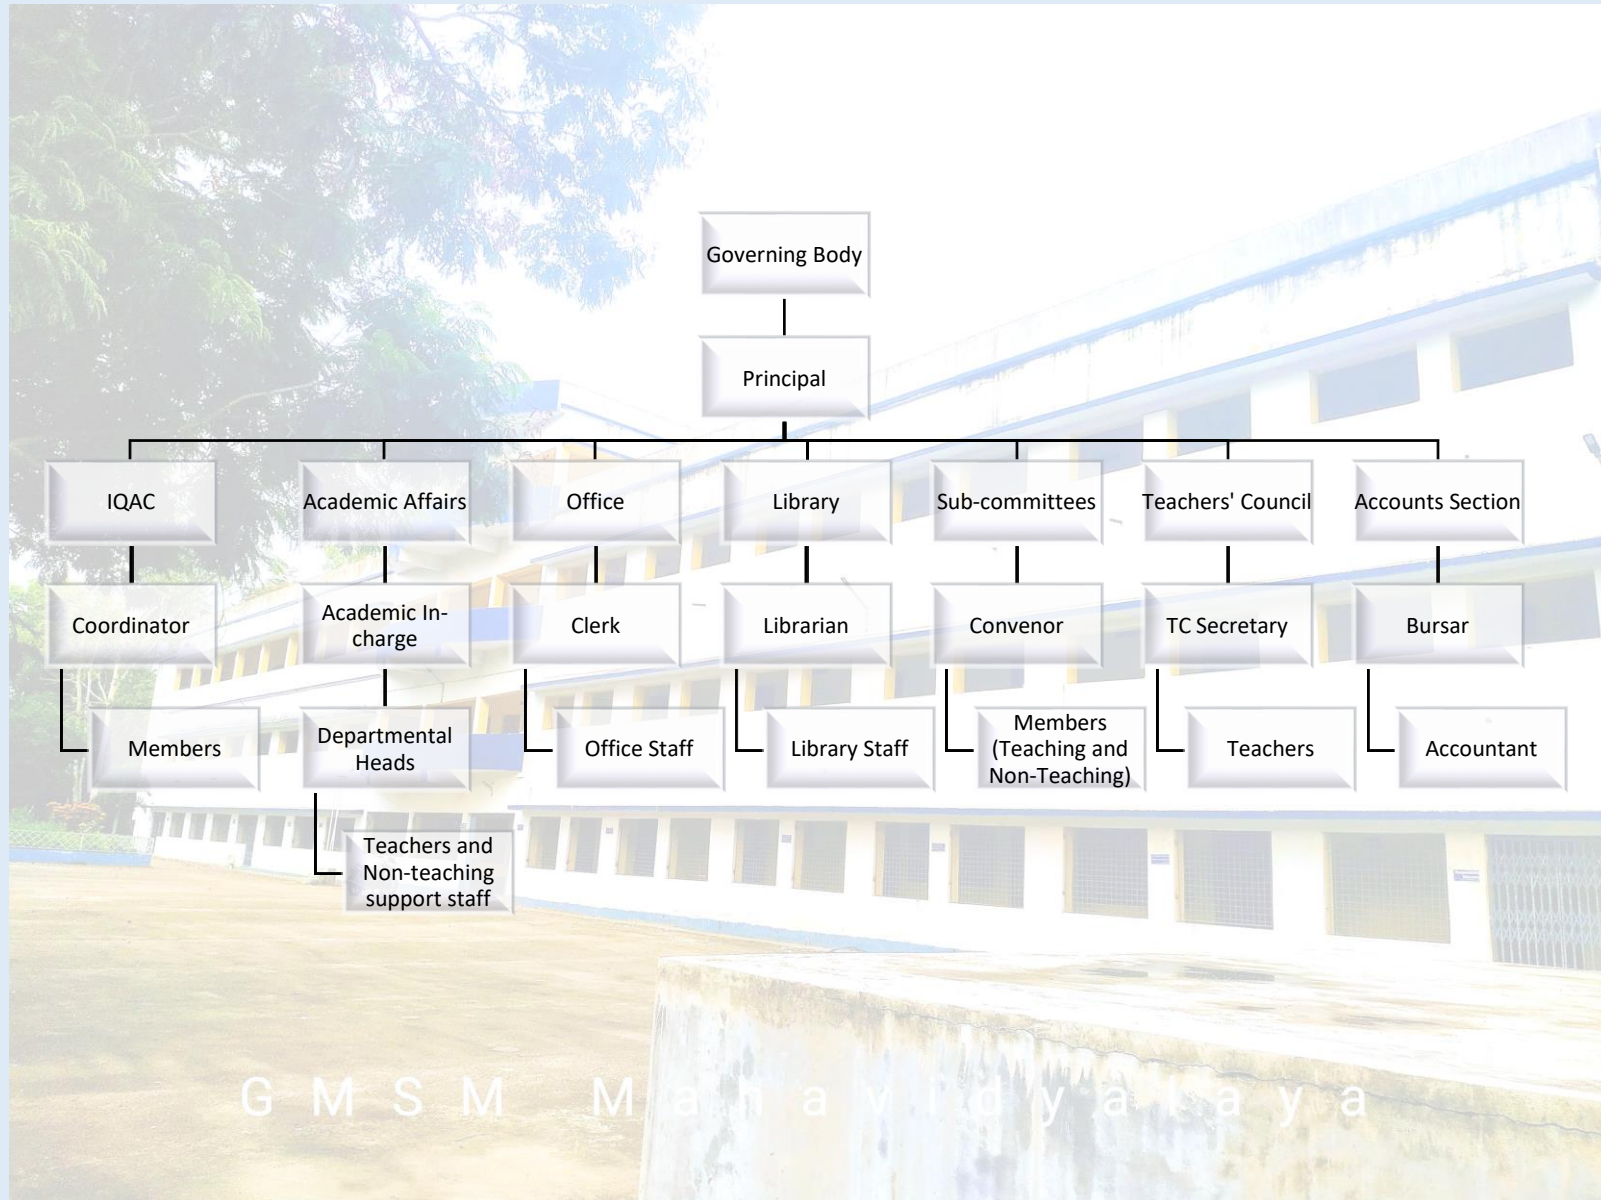 Governing Body
Principal
IQAC
Academic Affairs
Office
Library
Sub-committees
Teachers' Council
Accounts Section
Coordinator
Academic In-
charge
Clerk
Librarian
Convenor
TC Secretary
Bursar
Members
Departmental
Heads
Office Staff
Library Staff
Members
(Teaching and
Non-Teaching)
Teachers
Accountant
Teachers and
Non-teaching
support staff
GMSM Mahavidyalaya